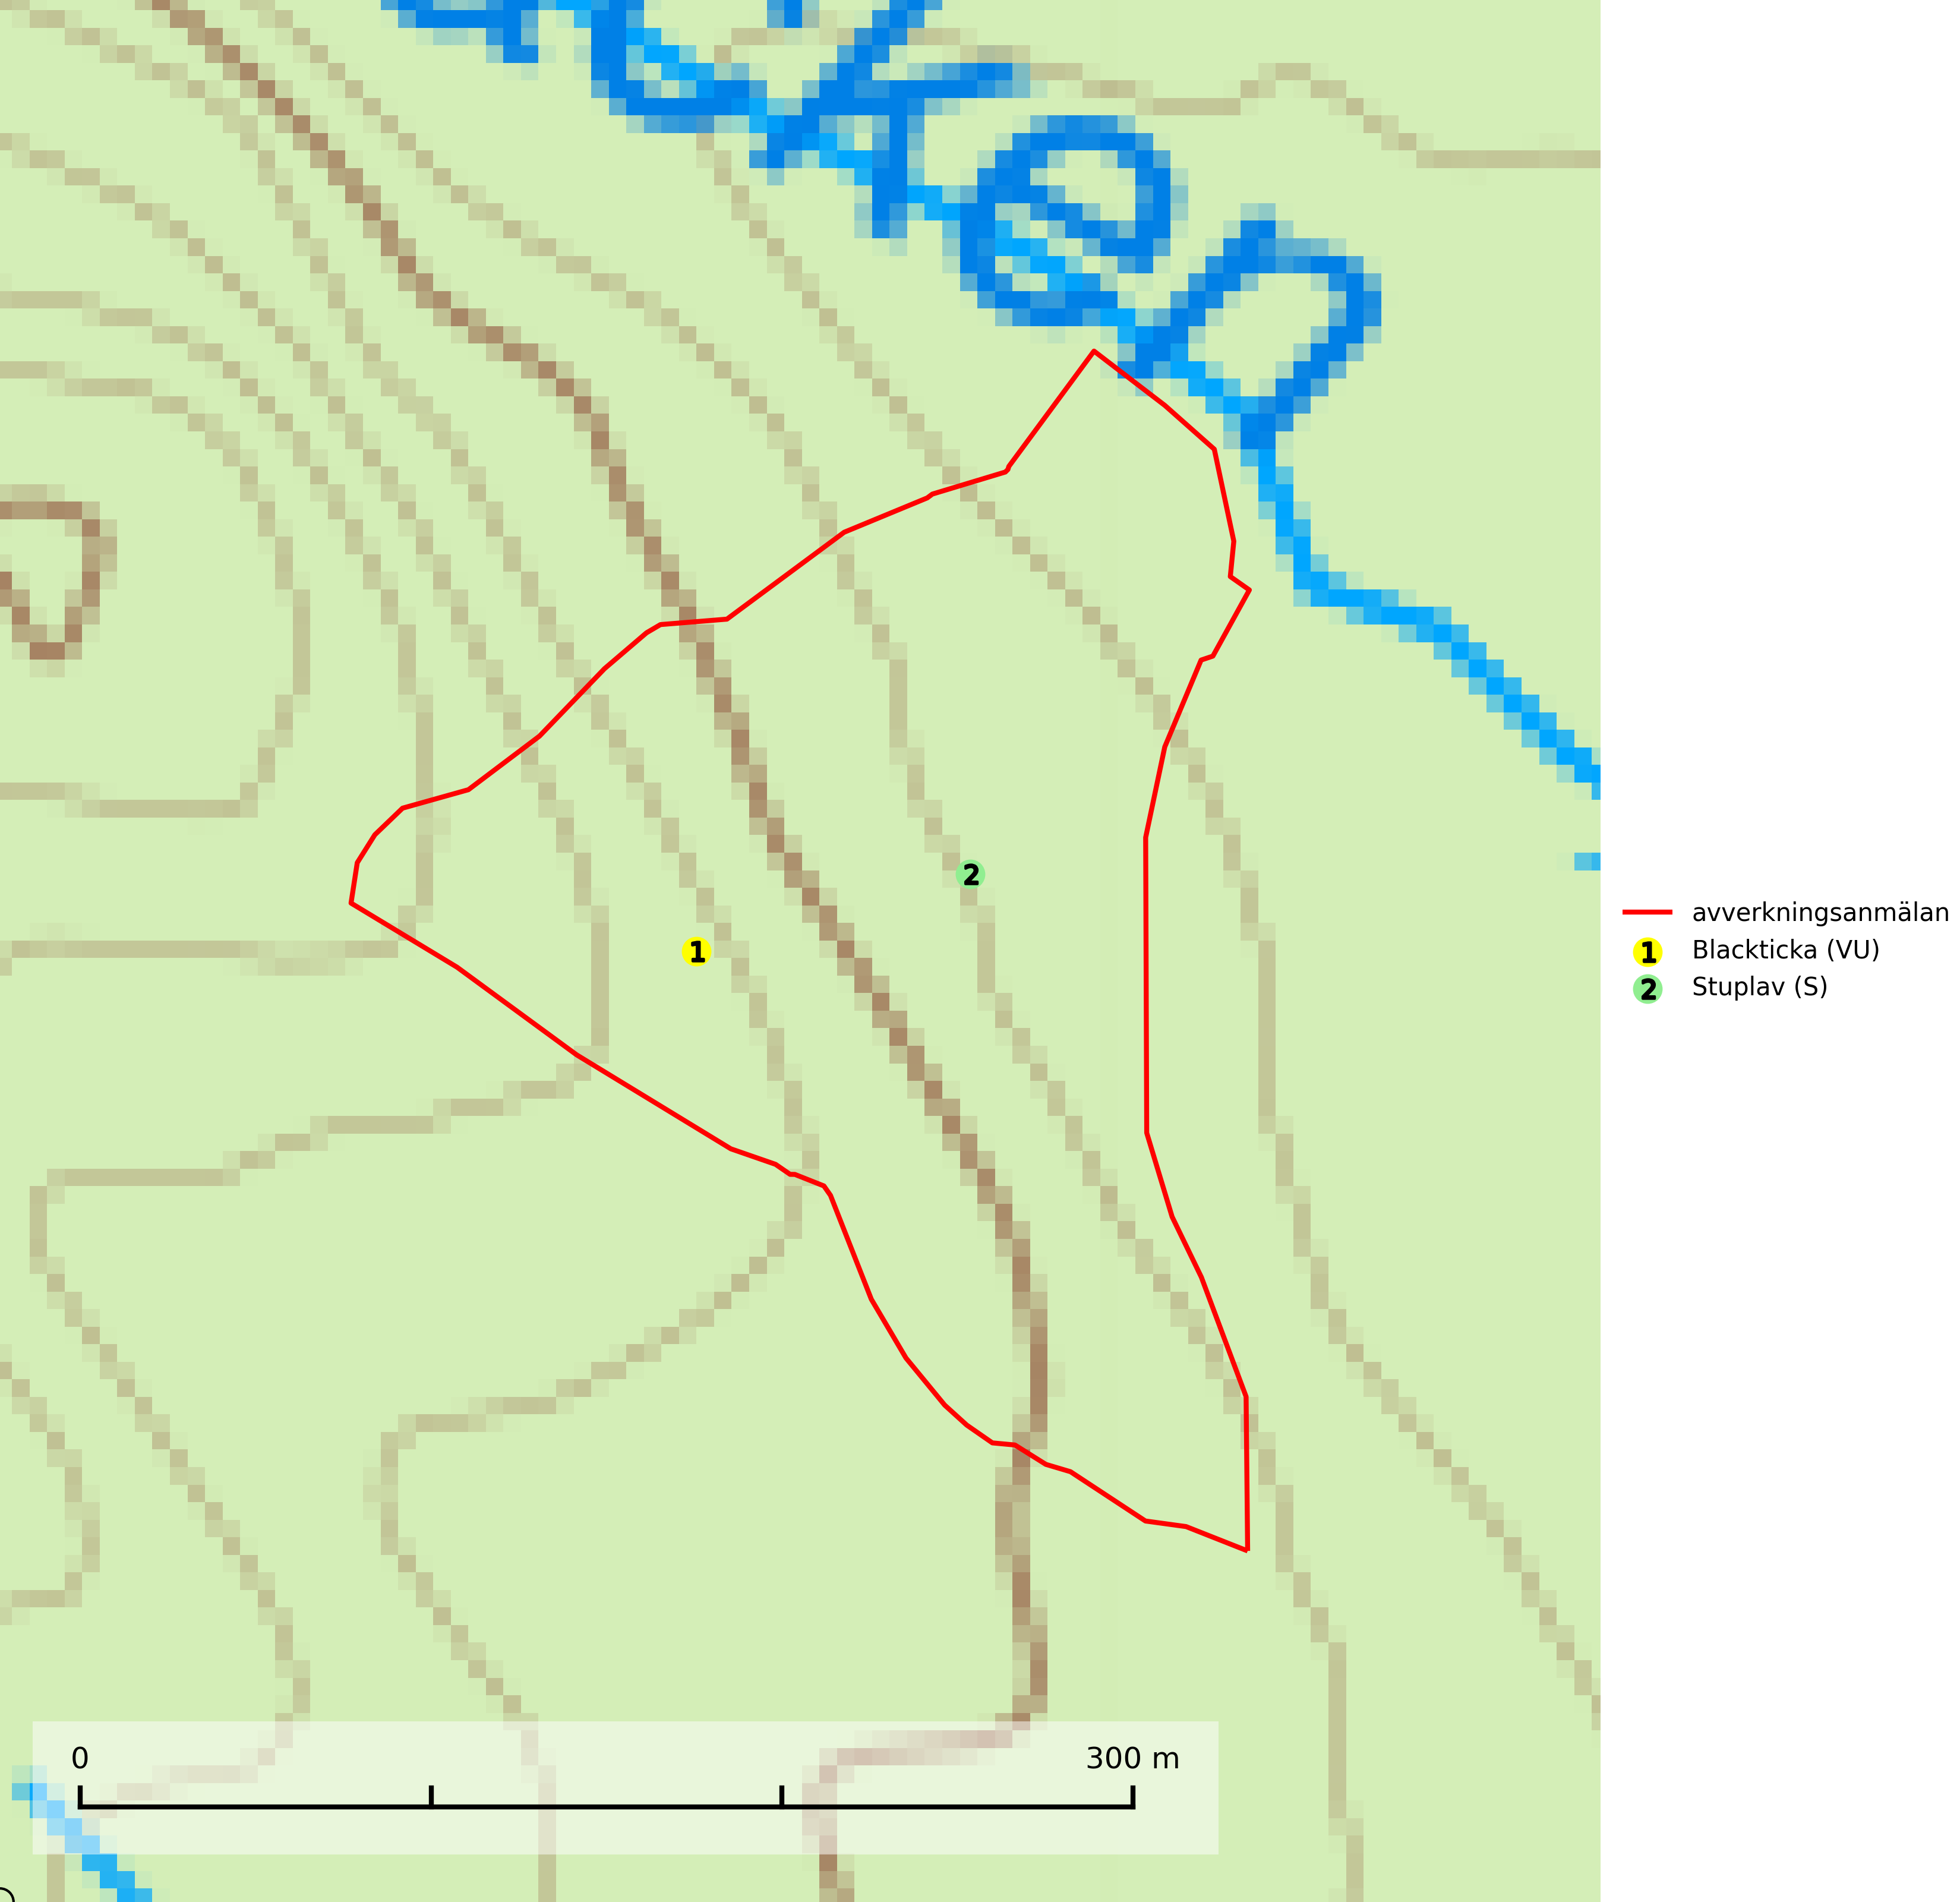 2
1
avverkningsanmälan
1 Blackticka (VU)
2 Stuplav (S)
0 300 m